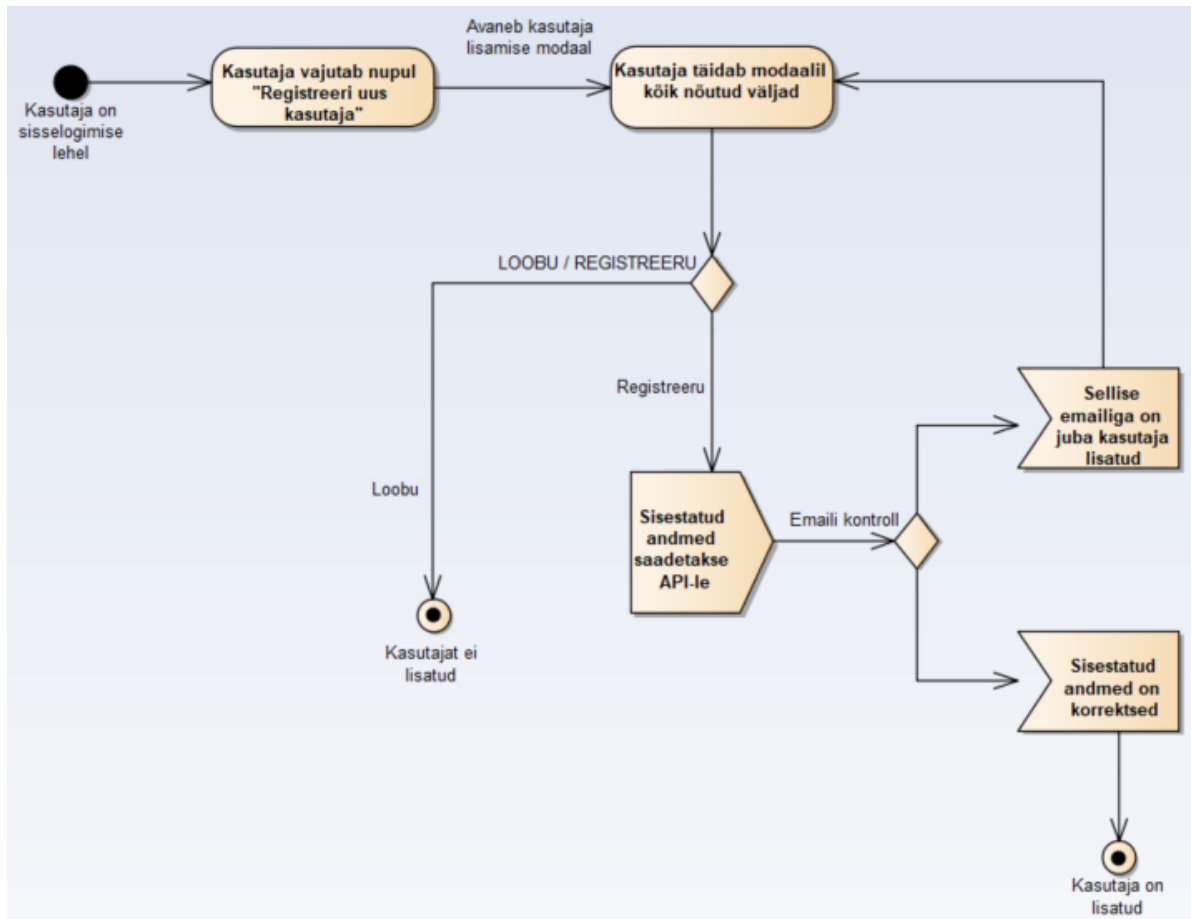 Avaneb kasutaja
lisamise modaal
Kasutaja vajutab nupul
"Registreeri uus
kasutaja"
Kasutaja täidab modaalil
kõik nõutud väljad
Kasutaja on
sisselogimise
lehel
LOOBU / REGISTREERU
Registreeru
Sellise
emailiga on
juba kasutaja
lisatud
Loobu
Sisestatud
andmed
saadetakse
API-le
Emaili kontroll
Kasutajat ei
lisatud
Sisestatud
andmed on
korrektsed
Kasutaja on
lisatud